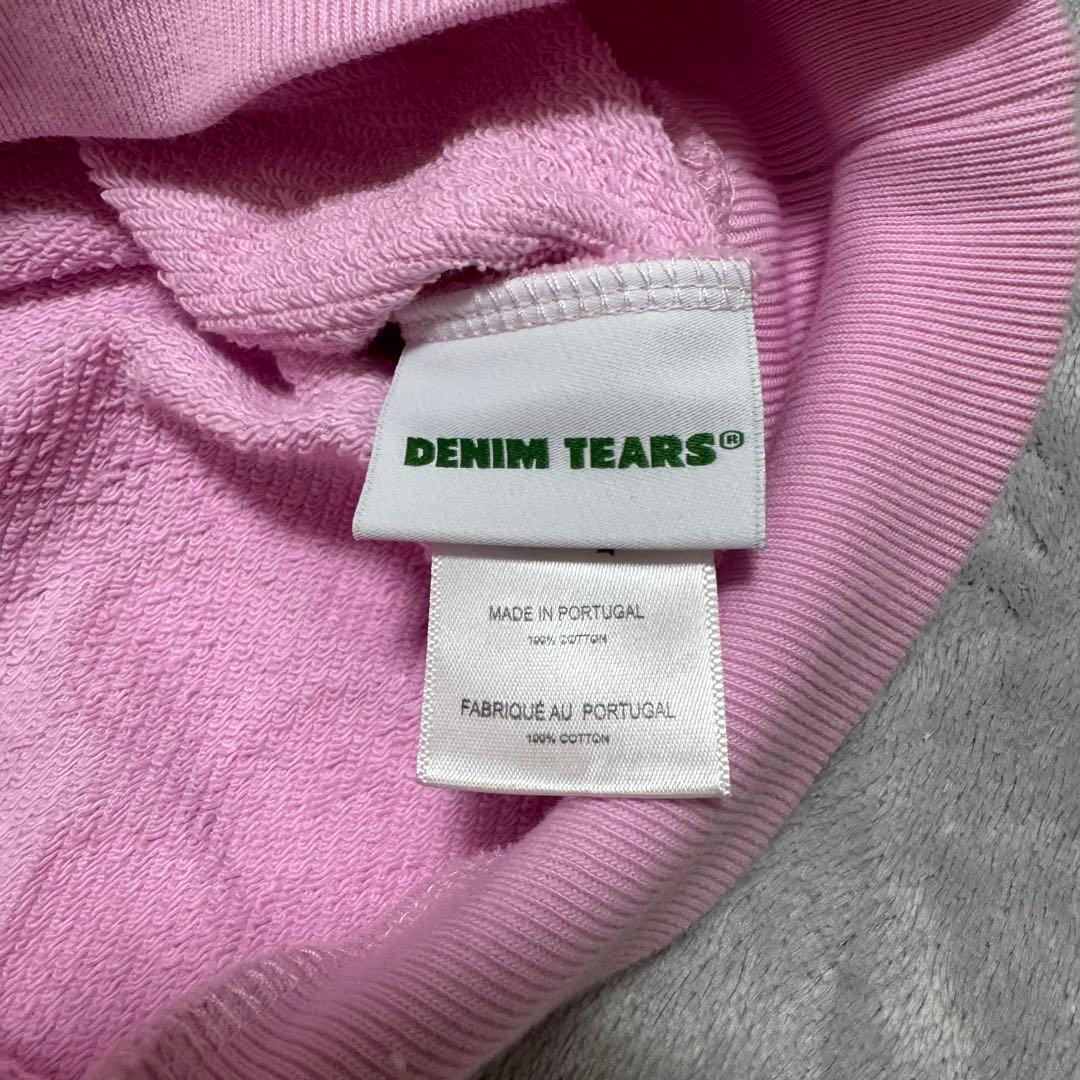 DENIM TEARS®
MADE IN PORTUGAL
100% COTTON
FABRIQUÉ AU PORTUGAL
100% COTTON